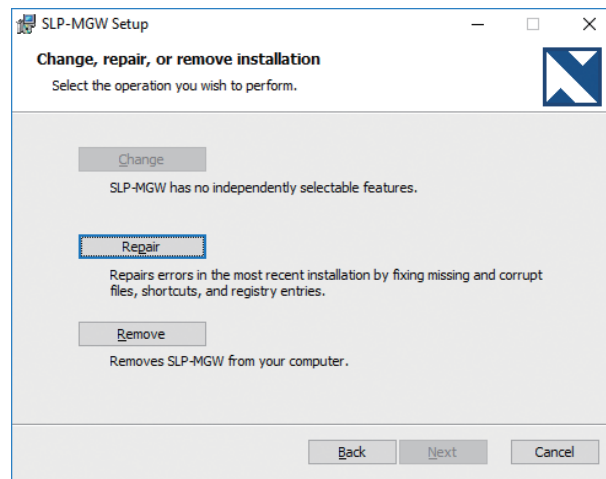 SLP-MGW Setup
Change, repair, or remove installation
Select the operation you wish to perform.
Change
SLP-MGW has no independently selectable features.
Repair
Repairs errors in the most recent installation by fixing missing and corrupt
files, shortcuts, and registry entries.
Remove
Removes SLP-MGW from your computer.
Back Next Cancel